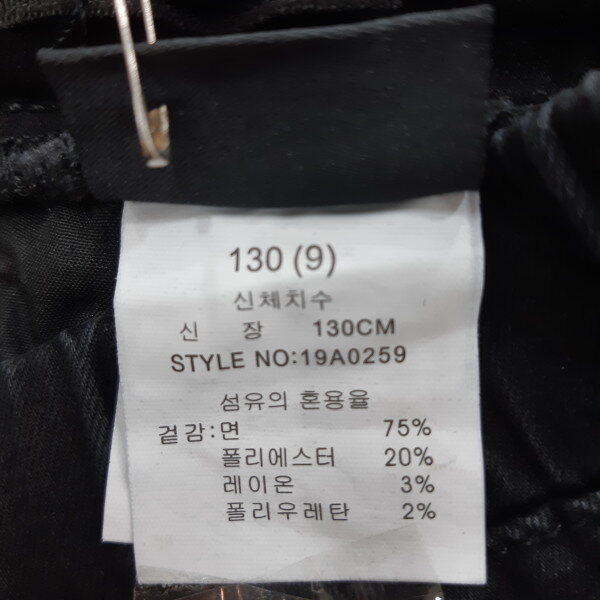 130 (9)
신체치수
신 장 130CM
STYLE NO:19A0259
섬유의 혼용율
겉감:면 75%
폴리에스터 20%
레이온 3%
폴리우레탄 2%